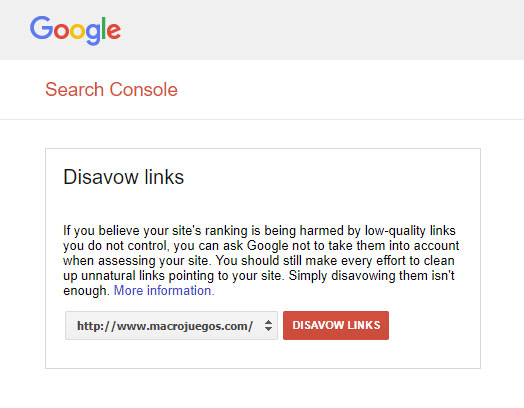 Google
Search Console
Disavow links
If you believe your site's ranking is being harmed by low-quality links
you do not control, you can ask Google not to take them into account
when assessing your site. You should still make every effort to clean
up unnatural links pointing to your site. Simply disavowing them isn't
enough. More information.
http://www.macrojuegos.com/ DISAVOW LINKS